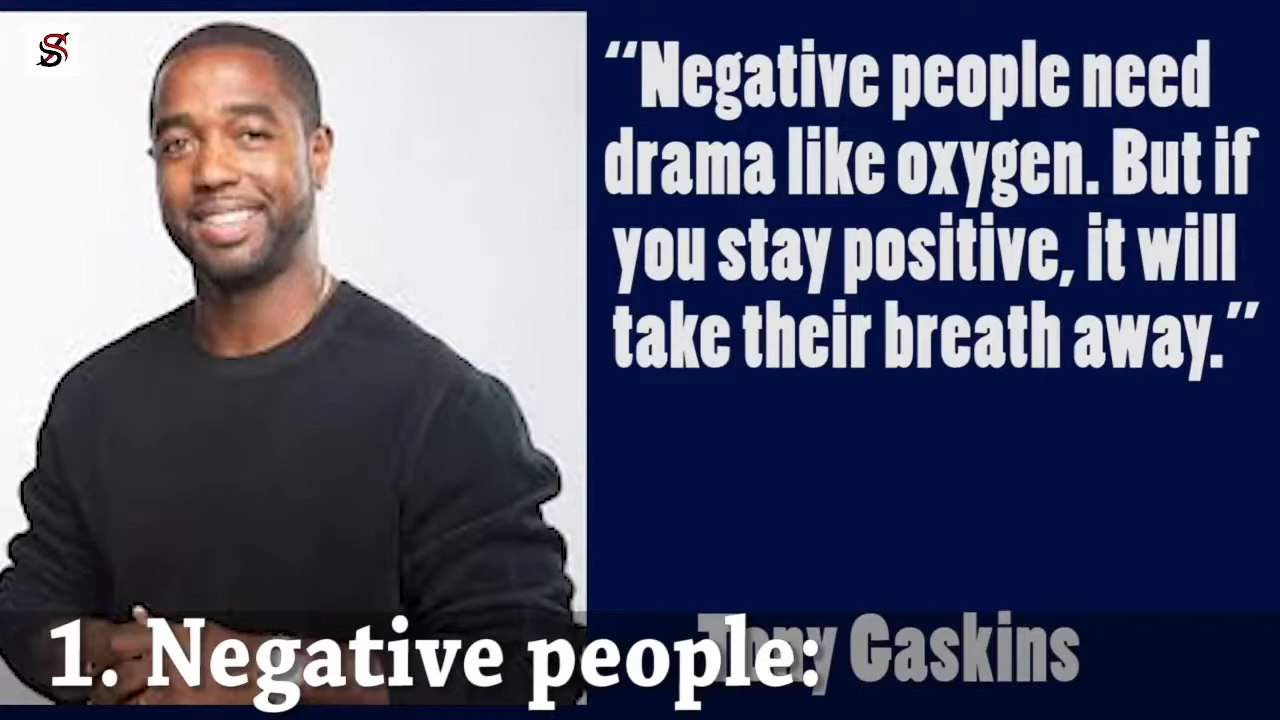 “Negative people need
drama like oxygen. But if
you stay positive, it will
take their breath away.”
Tony Gaskins
1. Negative people: